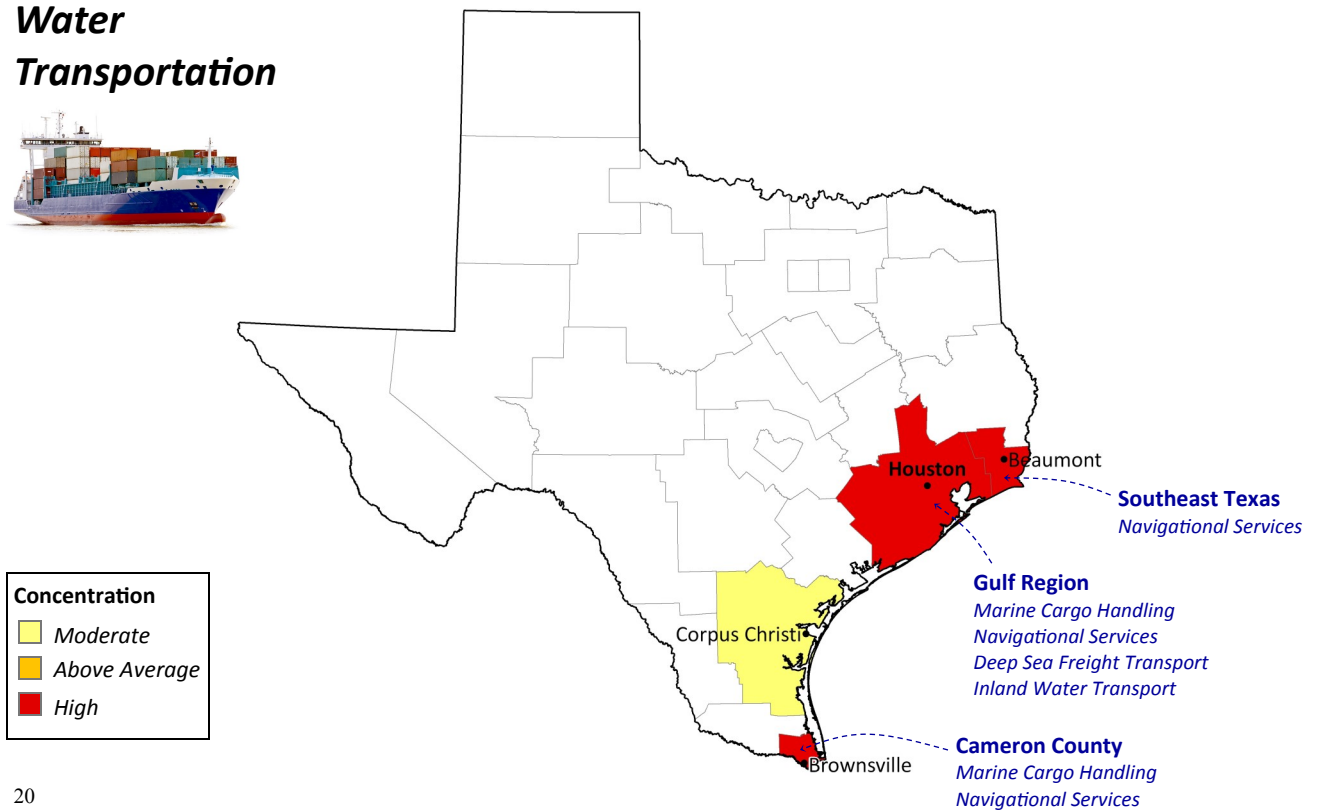 Water
Transportation
Houston
Beaumont
Southeast Texas
Navigational Services
Gulf Region
Marine Cargo Handling
Navigational Services
Deep Sea Freight Transport
Inland Water Transport
Concentration
Moderate
Above Average
High
Corpus Christi
Brownsville
Cameron County
Marine Cargo Handling
Navigational Services
20